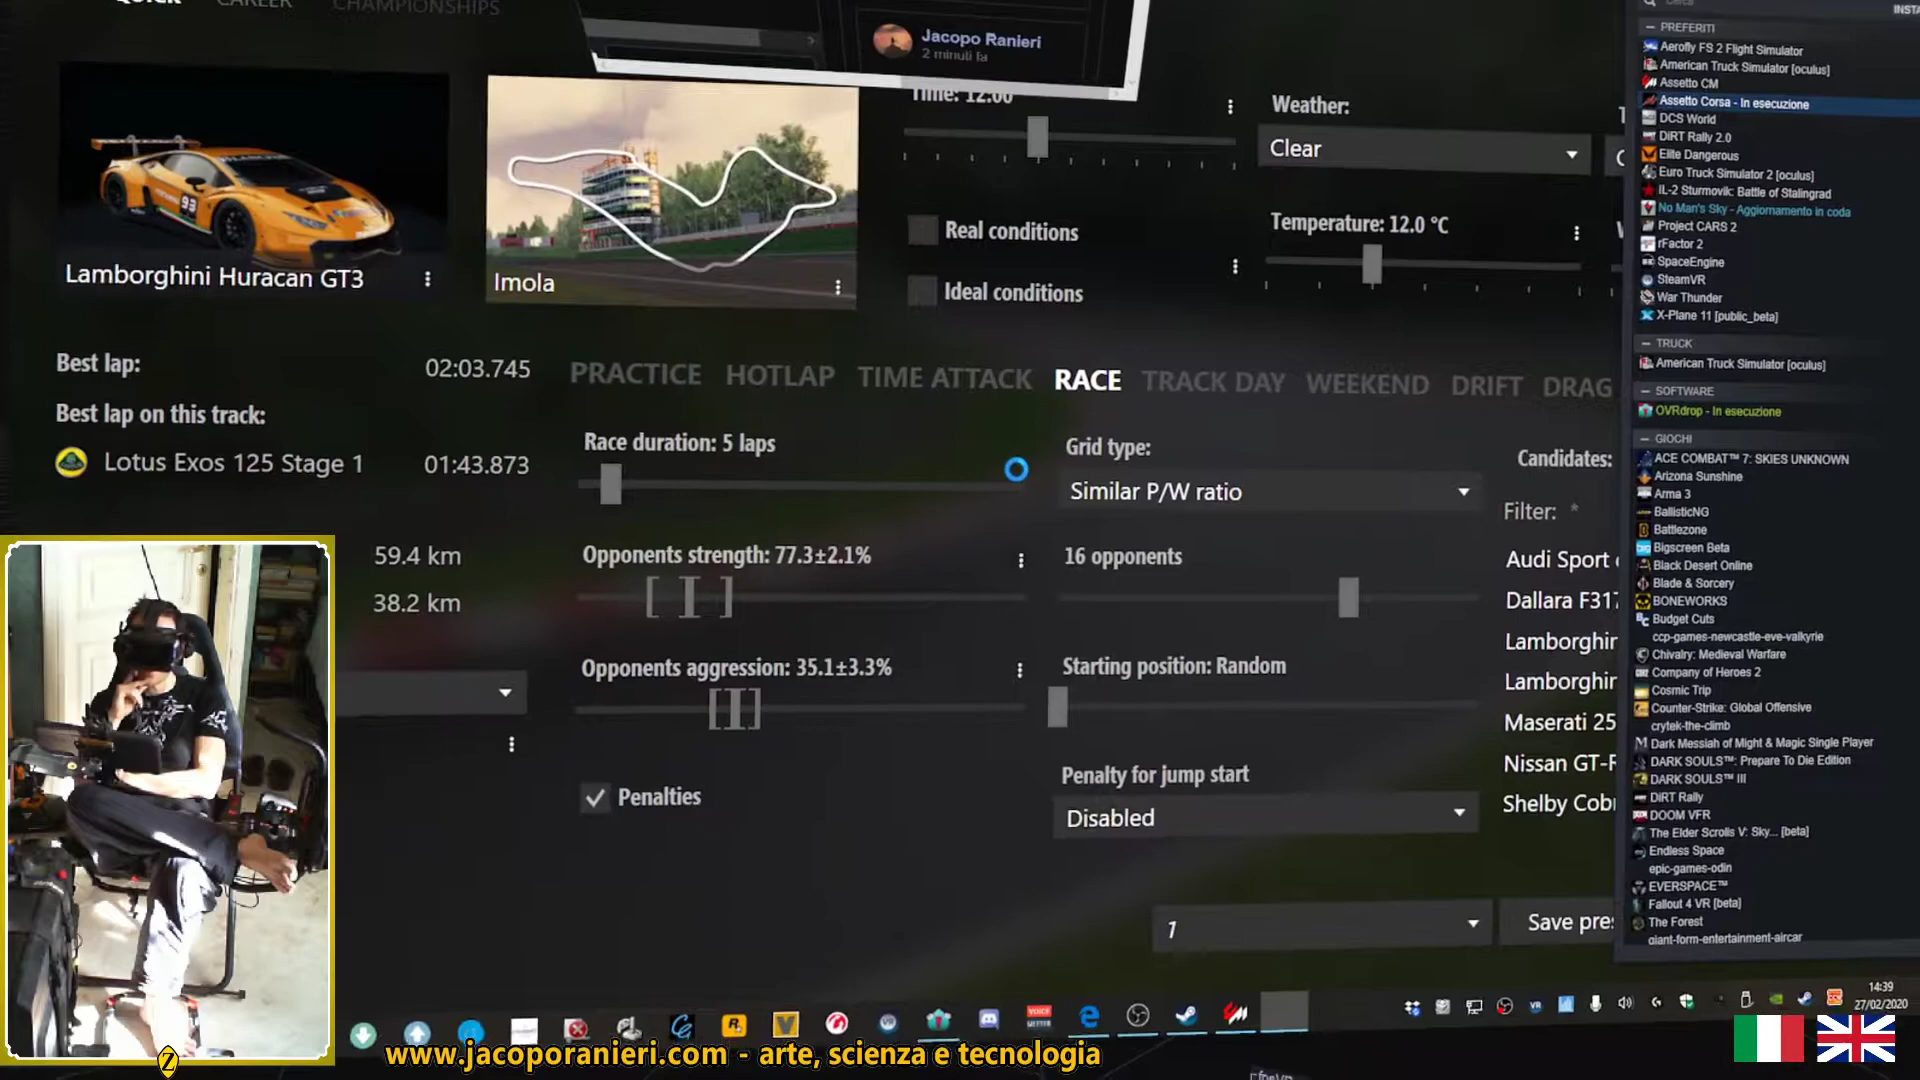 QUICK
CAREER
CHAMPIONSHIPS
Jacopo Ranieri
2 minuti fa
Lamborghini Huracan GT3
93
Imola
Time: 12:00
Weather:
Clear
Real conditions
Ideal conditions
Temperature: 12.0 °C
Best lap:
02:03.745
Best lap on this track:
Lotus Exos 125 Stage 1
01:43.873
59.4 km
38.2 km
PRACTICE
HOTLAP
TIME ATTACK
RACE
TRACK DAY
WEEKEND
DRIFT
DRAG
Race duration: 5 laps
Opponents strength: 77.3±2.1%
Opponents aggression: 35.1±3.3%
Penalties
Grid type:
Similar P/W ratio
16 opponents
Starting position: Random
Penalty for jump start
Disabled
Candidates:
Filter: *
Audi Sport
Dallara F317
Lamborghin
Lamborghin
Maserati 25
Nissan GT-R
Shelby Cob
1
Save pres
Cerca
INSTA
PREFERITI
Aerofly FS 2 Flight Simulator
American Truck Simulator [oculus]
Assetto CM
Assetto Corsa - In esecuzione
DCS World
DiRT Rally 2.0
Elite Dangerous
Euro Truck Simulator 2 [oculus]
IL-2 Sturmovik: Battle of Stalingrad
No Man's Sky - Aggiornamento in coda
Project CARS 2
rFactor 2
SpaceEngine
SteamVR
War Thunder
X-Plane 11 [public_beta]
TRUCK
American Truck Simulator [oculus]
SOFTWARE
OVRdrop - In esecuzione
GIOCHI
ACE COMBAT™ 7: SKIES UNKNOWN
Arizona Sunshine
Arma 3
BallisticNG
Battlezone
Bigscreen Beta
Black Desert Online
Blade & Sorcery
BONEWORKS
Budget Cuts
ccp-games-newcastle-eve-valkyrie
Chivalry: Medieval Warfare
Company of Heroes 2
Cosmic Trip
Counter-Strike: Global Offensive
crytek-the-climb
Dark Messiah of Might & Magic Single Player
DARK SOULS™: Prepare To Die Edition
DARK SOULS™ III
DiRT Rally
DOOM VFR
The Elder Scrolls V: Sky... [beta]
Endless Space
epic-games-odin
EVERSPACE™
Fallout 4 VR [beta]
The Forest
giant-form-entertainment-aircar
14:39
27/02/2020
www.jacoporanieri.com - arte, scienza e tecnologia